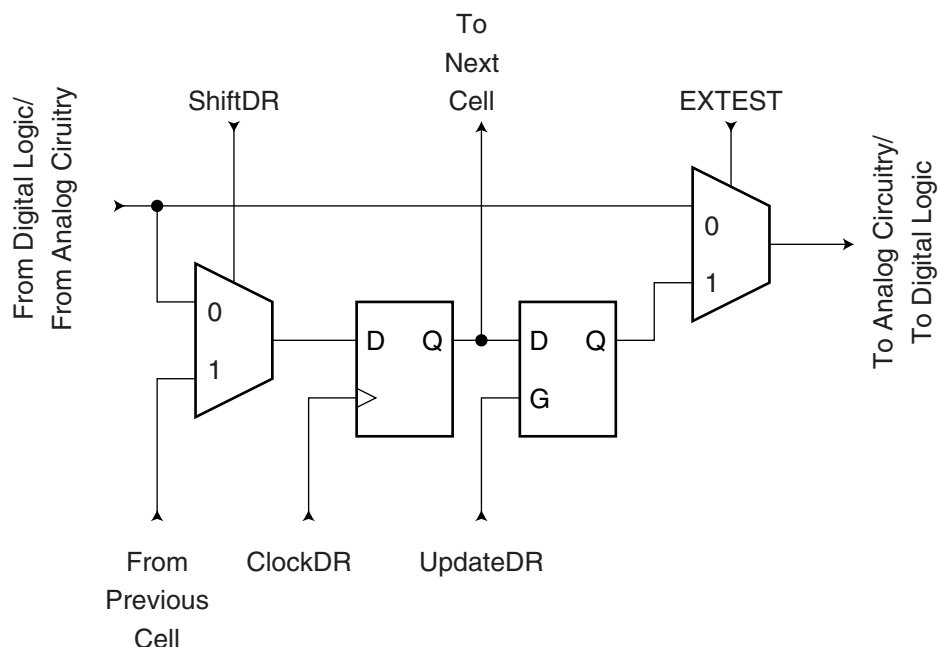 To
Next
Cell
ShiftDR
EXTEST
From Digital Logic/
From Analog Ciruitry
To Analog Circuitry/
To Digital Logic
0
1
0
1
D Q
D Q
G
From
Previous
Cell
ClockDR
UpdateDR